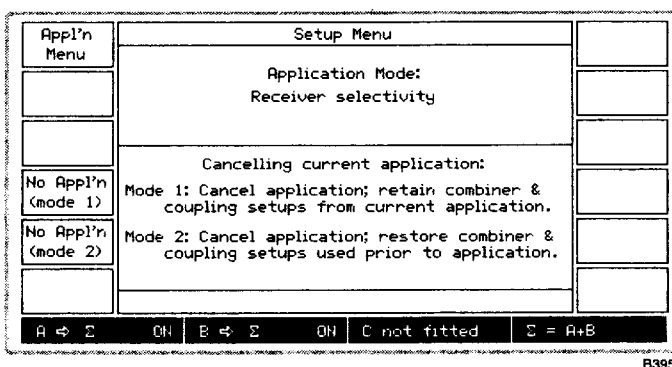 Appl'n
Menu
Setup Menu
Application Mode:
Receiver selectivity
Cancelling current application:
No Appl'n
(mode 1)
Mode 1: Cancel application; retain combiner &
coupling setups from current application.
No Appl'n
(mode 2)
Mode 2: Cancel application; restore combiner &
coupling setups used prior to application.
A ⇨ Σ ON B ⇨ Σ ON C not fitted Σ = A+B
B395